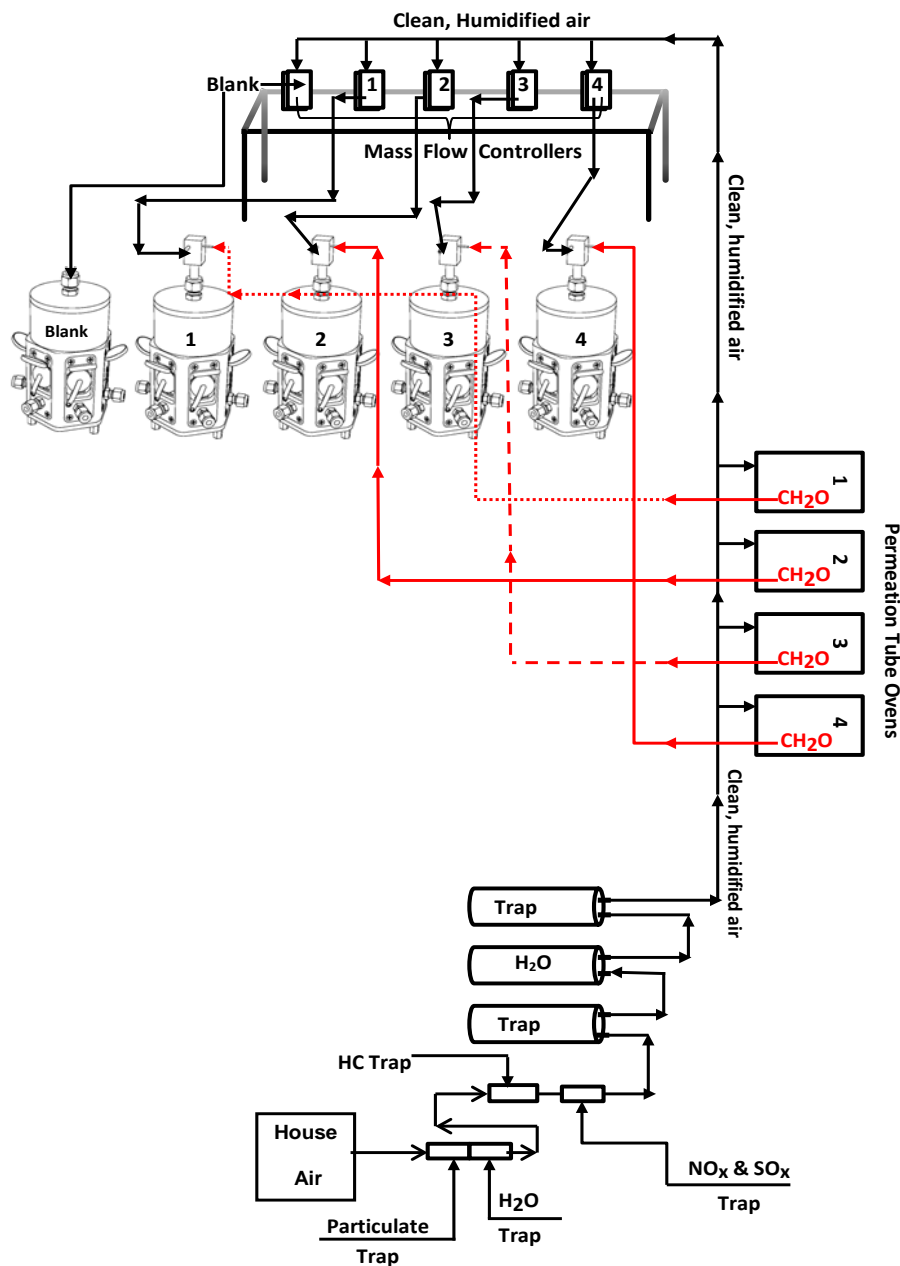 Clean, Humidified air
Blank
1
2
3
4
Mass Flow Controllers
Clean, humidified air
Blank
1
2
3
4
1
CH2O
2
CH2O
3
CH2O
4
CH2O
Permeation Tube Ovens
Clean, humidified air
Trap
H₂O
Trap
HC Trap
House
Air
NOx & SOx
Trap
H2O
Trap
Particulate
Trap